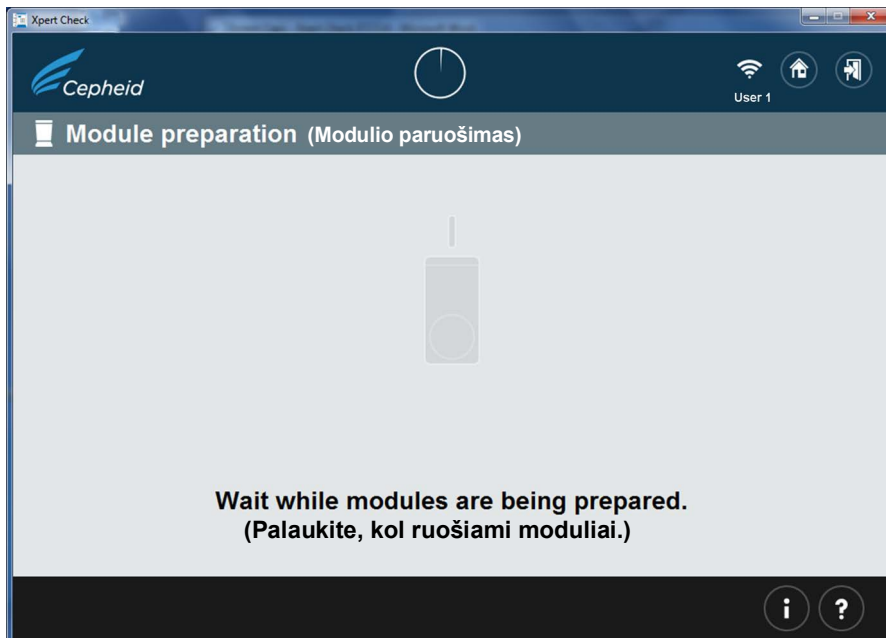 Xpert Check
Cepheid
User 1
Module preparation (Modulio paruošimas)
Wait while modules are being prepared.
(Palaukite, kol ruošiami moduliai.)
i ?